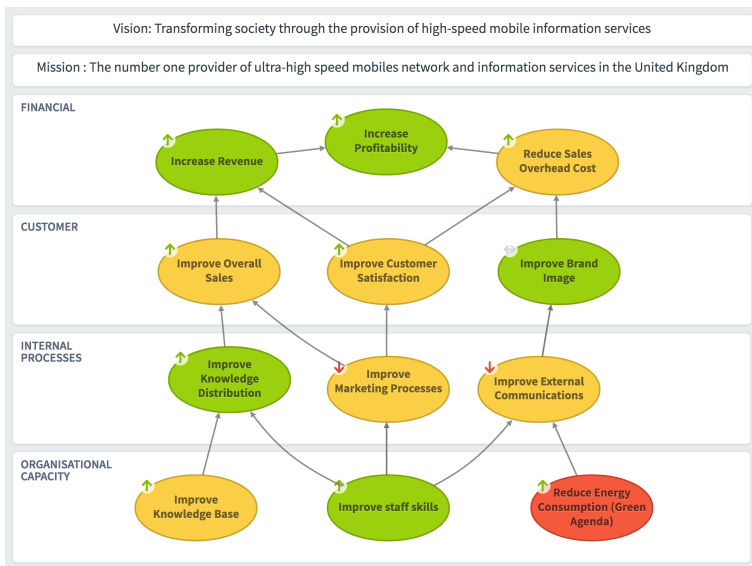 Vision: Transforming society through the provision of high-speed mobile information services
Mission : The number one provider of ultra-high speed mobiles network and information services in the United Kingdom
FINANCIAL
Increase Revenue
Increase
Profitability
Reduce Sales
Overhead Cost
CUSTOMER
Improve Overall
Sales
Improve Customer
Satisfaction
Improve Brand
Image
INTERNAL
PROCESSES
Improve
Knowledge
Distribution
Improve
Marketing Processes
Improve External
Communications
ORGANISATIONAL
CAPACITY
Improve
Knowledge Base
Improve staff skills
Reduce Energy
Consumption (Green
Agenda)